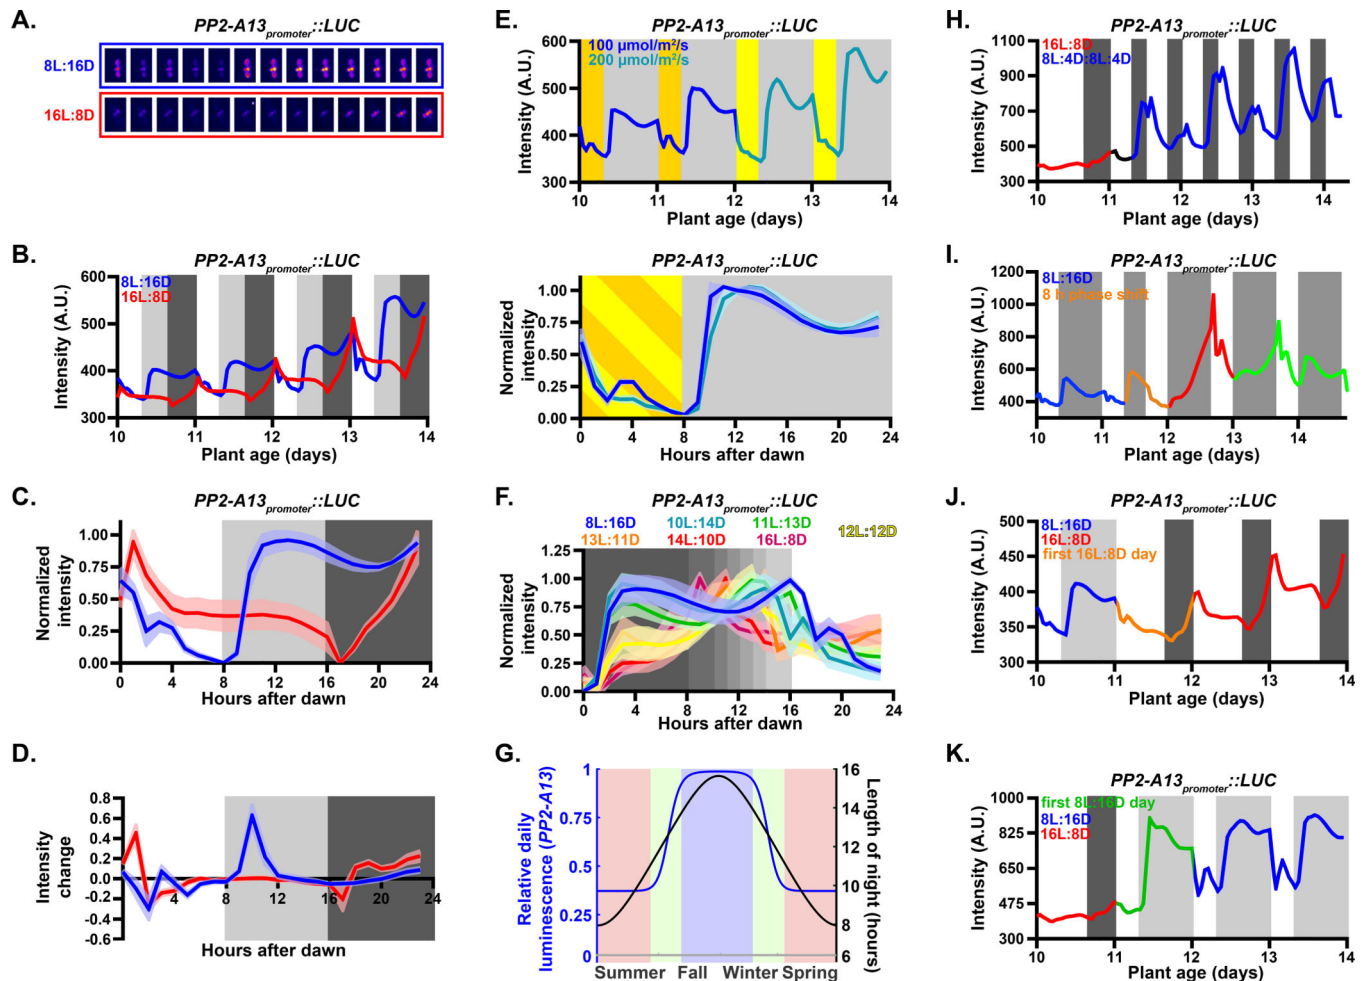 A.
PP2-A13promoter::LUC
8L:16D
16L:8D
B.
PP2-A13promoter::LUC
8L:16D
16L:8D
Intensity (A.U.)
600
500
400
300
10 11 12 13 14
Plant age (days)
C.
PP2-A13promoter::LUC
Normalized
intensity
1.00
0.75
0.50
0.25
0.00
0 4 8 12 16 20 24
Hours after dawn
D.
Intensity
change
0.8
0.6
0.4
0.2
0.0
-0.2
-0.4
-0.6
4 8 12 16 20 24
Hours after dawn
E.
PP2-A13promoter::LUC
100 µmol/m²/s
200 µmol/m²/s
Intensity (A.U.)
600
500
400
300
10 11 12 13 14
Plant age (days)
PP2-A13promoter::LUC
Normalized
intensity
1.00
0.75
0.50
0.25
0.00
0 4 8 12 16 20 24
Hours after dawn
F.
PP2-A13promoter::LUC
8L:16D 10L:14D 11L:13D 12L:12D
13L:11D 14L:10D 16L:8D
Normalized
intensity
1.25
1.00
0.75
0.50
0.25
0.00
0 4 8 12 16 20 24
Hours after dawn
G.
Relative daily
luminescence (PP2-A13)
1
0.75
0.5
0.25
0
Length of night (hours)
16
14
12
10
8
6
Summer Fall Winter Spring
H.
PP2-A13promoter::LUC
16L:8D
8L:4D:8L:4D
Intensity (A.U.)
1100
900
700
500
300
10 11 12 13 14
Plant age (days)
I.
PP2-A13promoter::LUC
8L:16D
8 h phase shift
Intensity (A.U.)
1200
1000
800
600
400
10 11 12 13 14
Plant age (days)
J.
PP2-A13promoter::LUC
8L:16D
16L:8D
first 16L:8D day
Intensity (A.U.)
500
450
400
350
300
10 11 12 13 14
Plant age (days)
K.
PP2-A13promoter::LUC
first 8L:16D day
8L:16D
16L:8D
Intensity (A.U.)
1000
825
650
475
300
10 11 12 13 14
Plant age (days)